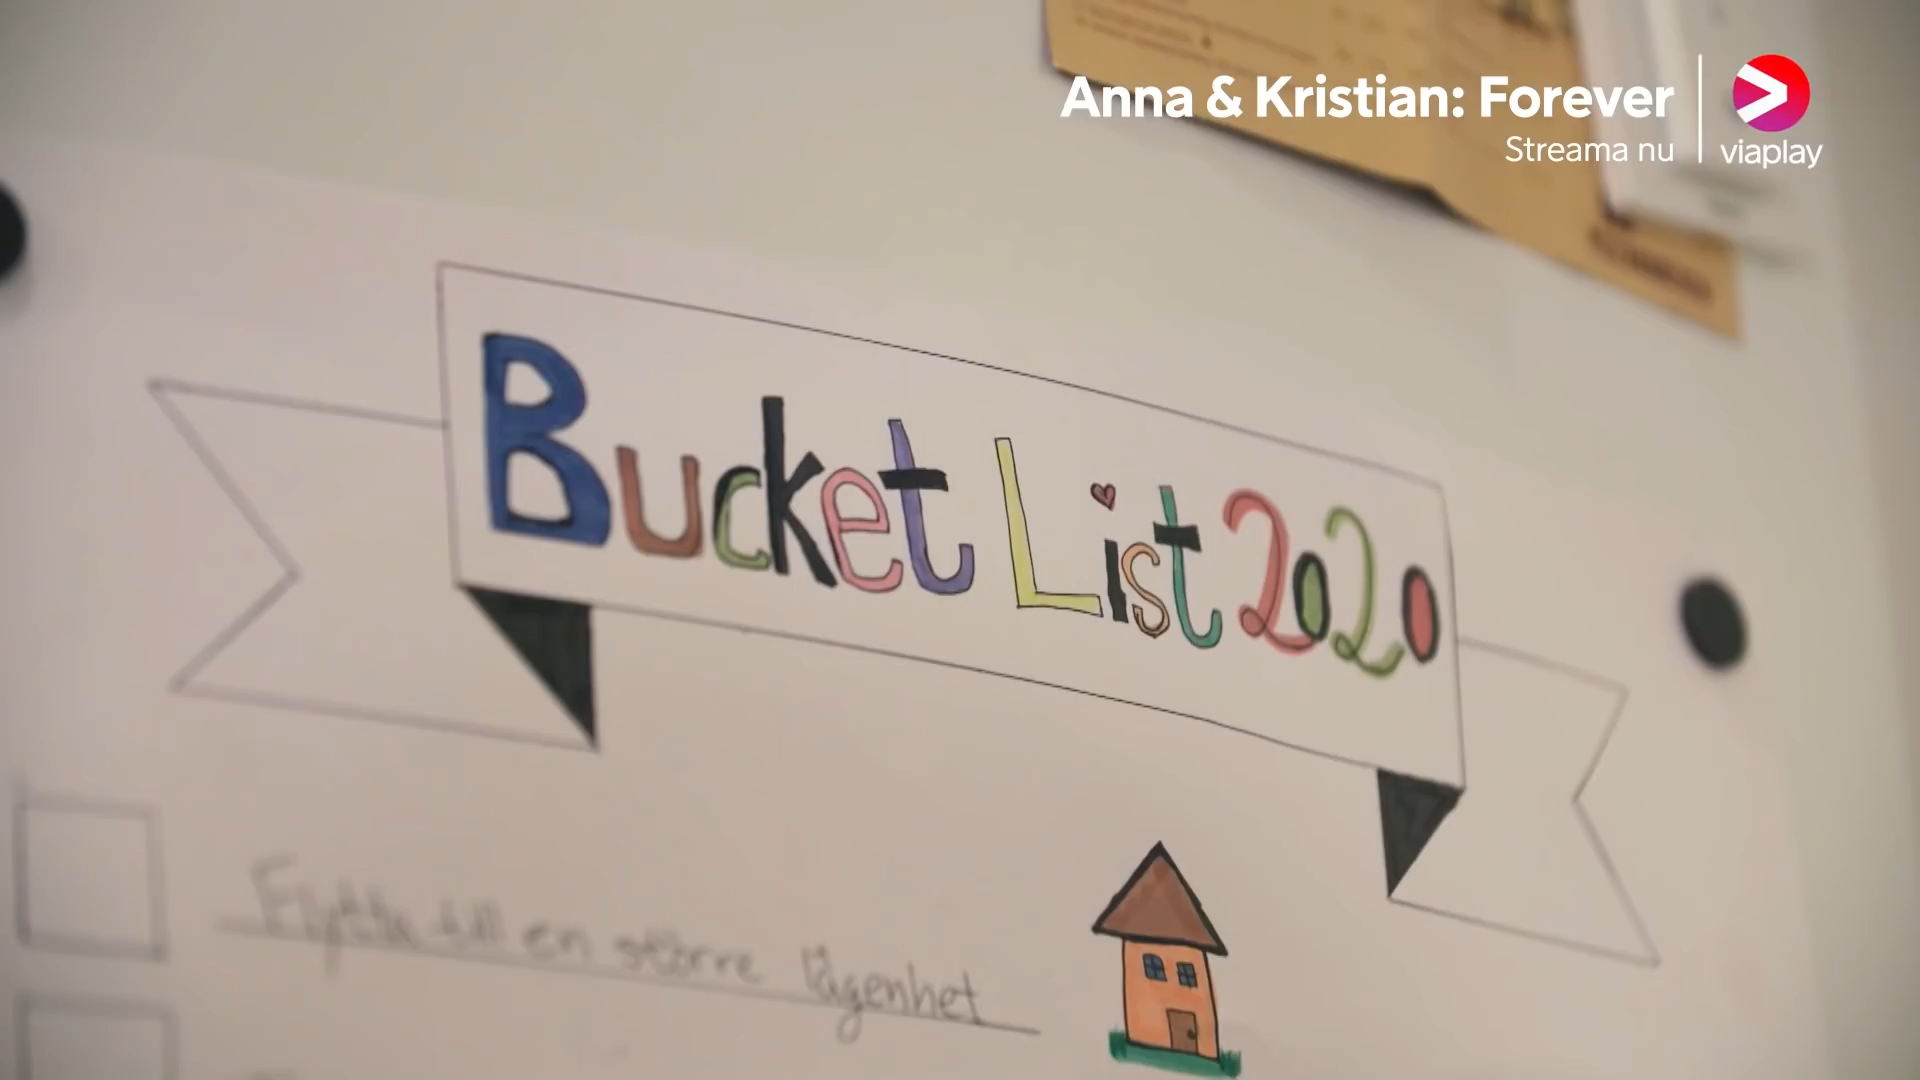 Anna & Kristian: Forever
Streama nu
viaplay
Bucket List 2020
Flytta till en större lägenhet